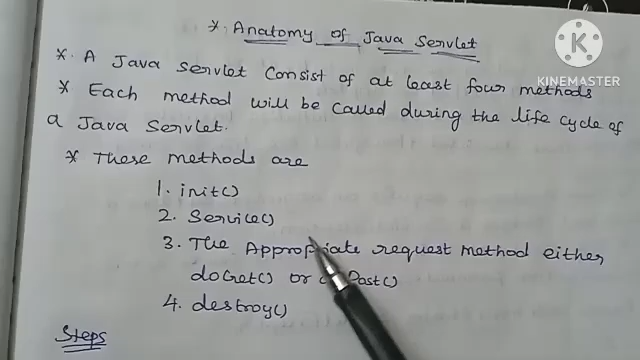 * Anatomy of Java Servlet
* A Java Servlet Consist of at least four methods
* Each method will be called during the life cycle of
a Java Servlet.
* These methods are
1. init()
2. Service()
3. The Appropriate request method either
doGet() or doPost()
4. destroy()
Steps
K
KINEMASTER